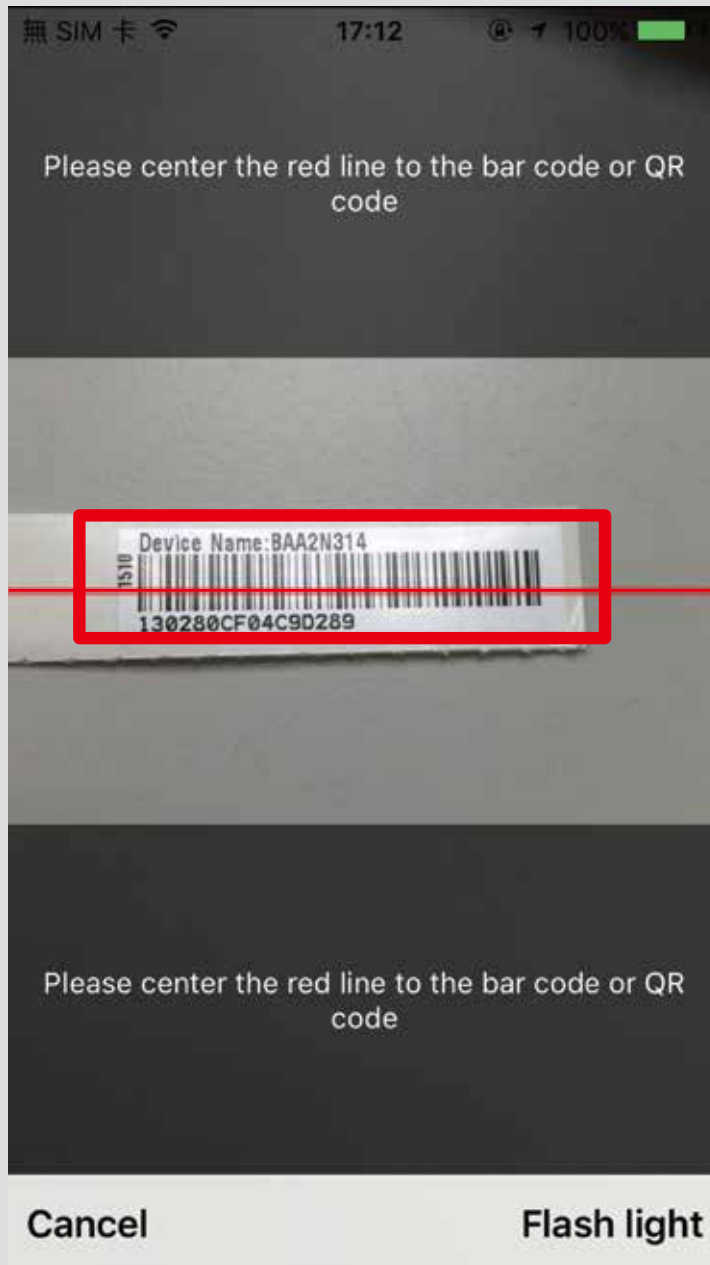 無 SIM 卡 17:12 100%
Please center the red line to the bar code or QR
code
Device Name:BAA2N314
1510
130280CF04C9D289
Please center the red line to the bar code or QR
code
Cancel Flash light